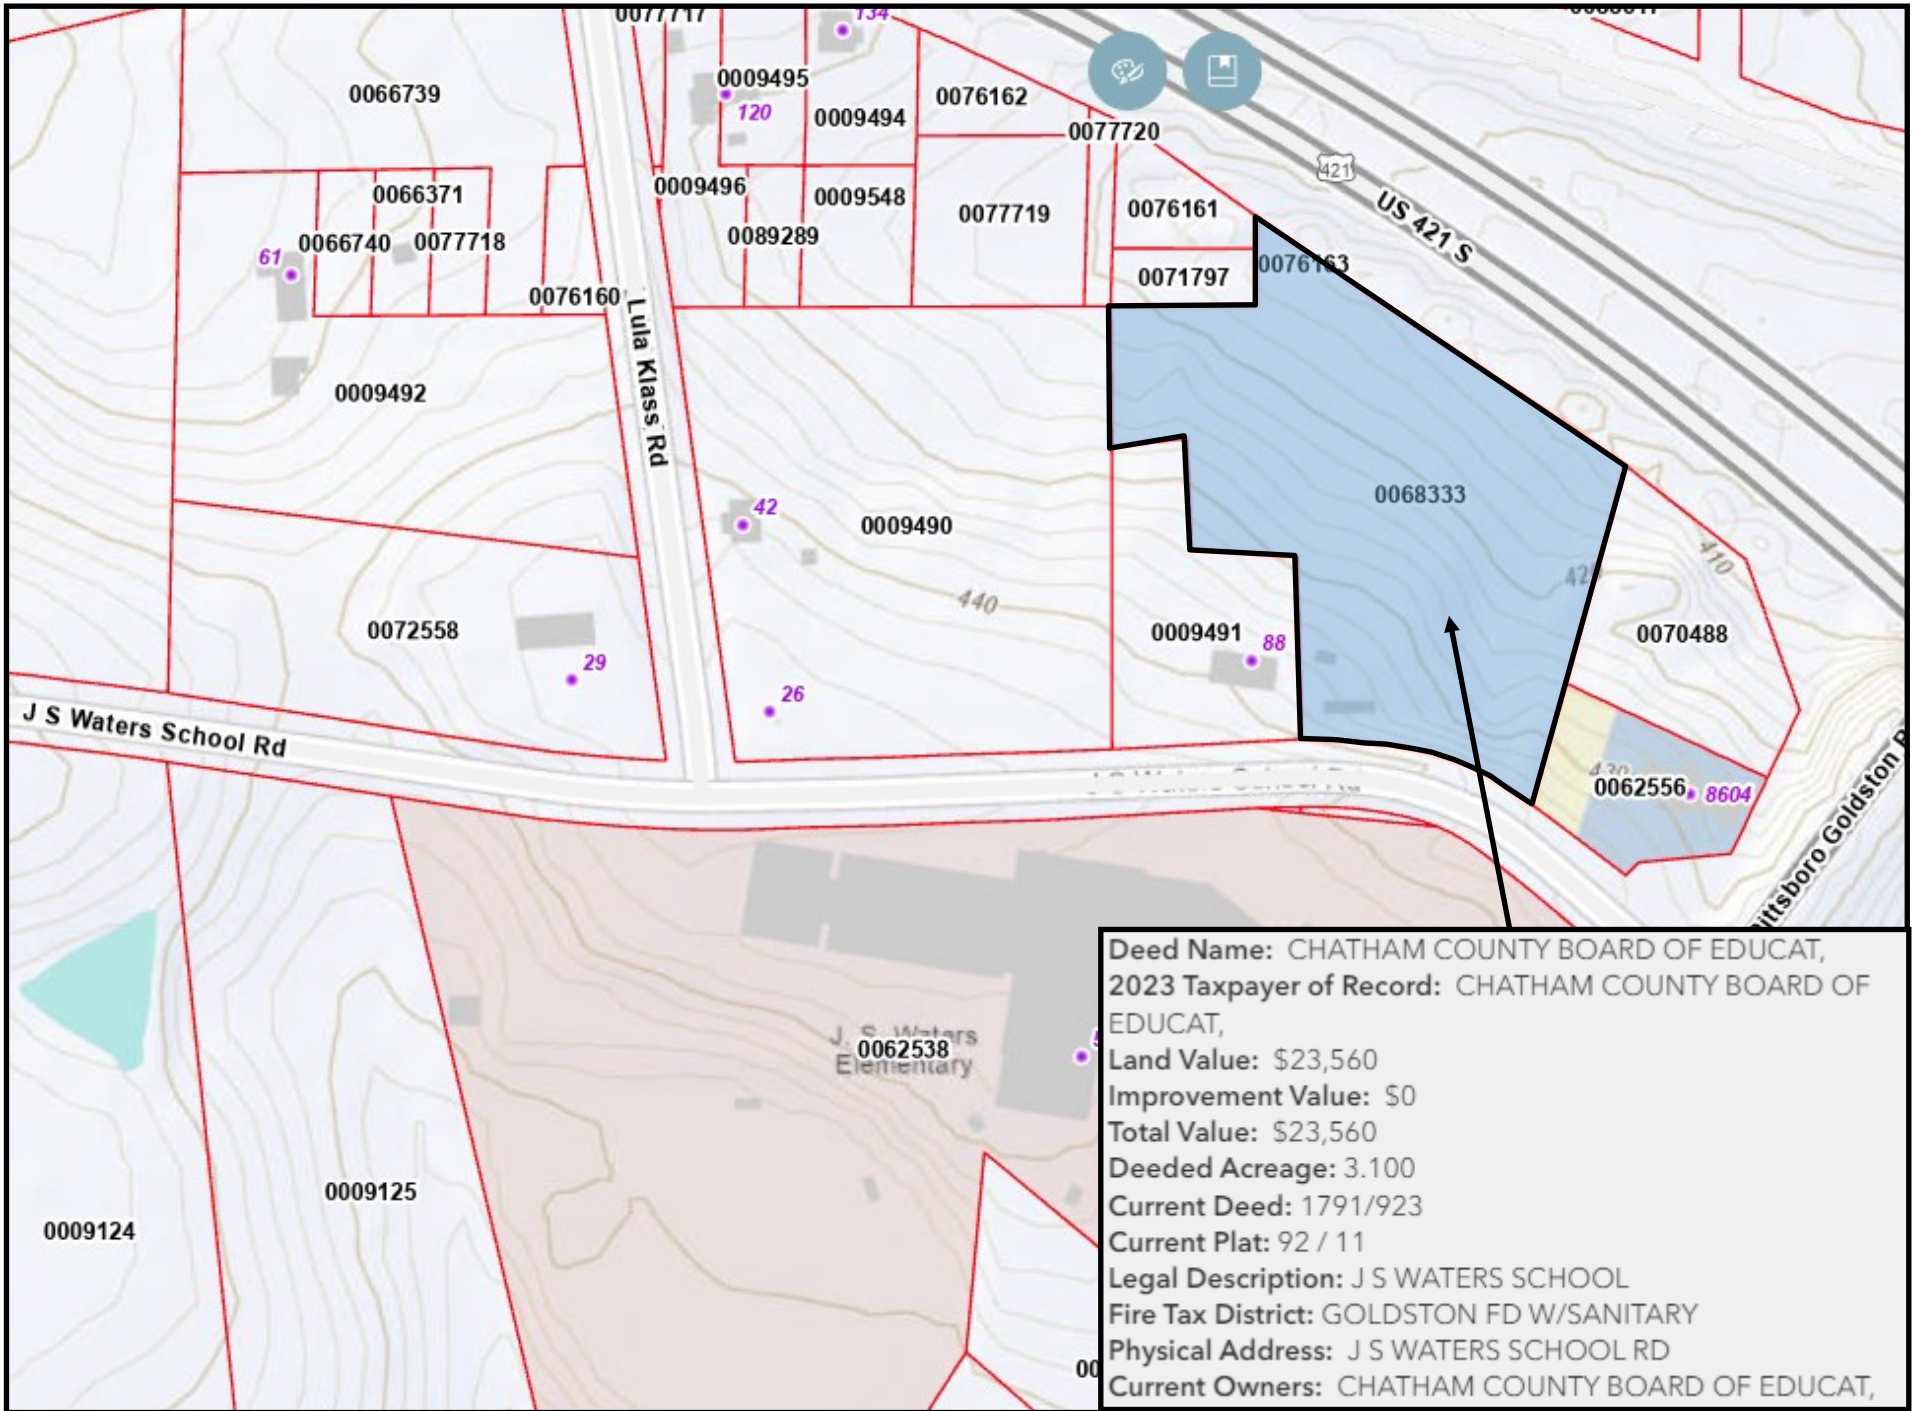 0077717
134
0066739
0009495
120
0009494
0076162
0077720
421
US 421 S
0066371
0009496
0009548
0077719
0076161
0066740
0077718
0089289
61
0076163
0071797
0076160
Lula Klass Rd
0009492
0068333
42
0009490
410
440
0072558
0009491
88
0070488
29
26
J S Waters School Rd
430
0062556
8604
J. S. Waters
Elementary
0062538
0009125
0009124
Deed Name: CHATHAM COUNTY BOARD OF EDUCAT,
2023 Taxpayer of Record: CHATHAM COUNTY BOARD OF
EDUCAT,
Land Value: $23,560
Improvement Value: $0
Total Value: $23,560
Deeded Acreage: 3.100
Current Deed: 1791/923
Current Plat: 92 / 11
Legal Description: J S WATERS SCHOOL
Fire Tax District: GOLDSTON FD W/SANITARY
Physical Address: J S WATERS SCHOOL RD
Current Owners: CHATHAM COUNTY BOARD OF EDUCAT,